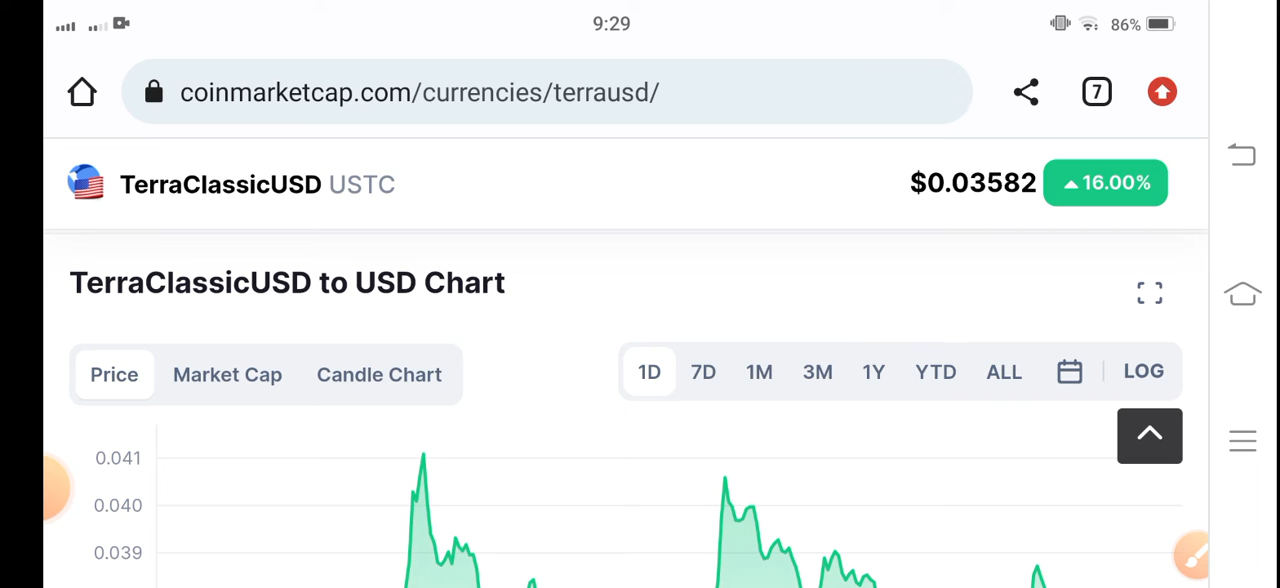 9:29
86%
coinmarketcap.com/currencies/terrausd/
7
TerraClassicUSD USTC
$0.03582 ▲16.00%
TerraClassicUSD to USD Chart
Price Market Cap Candle Chart
1D 7D 1M 3M 1Y YTD ALL LOG
0.041
0.040
0.039